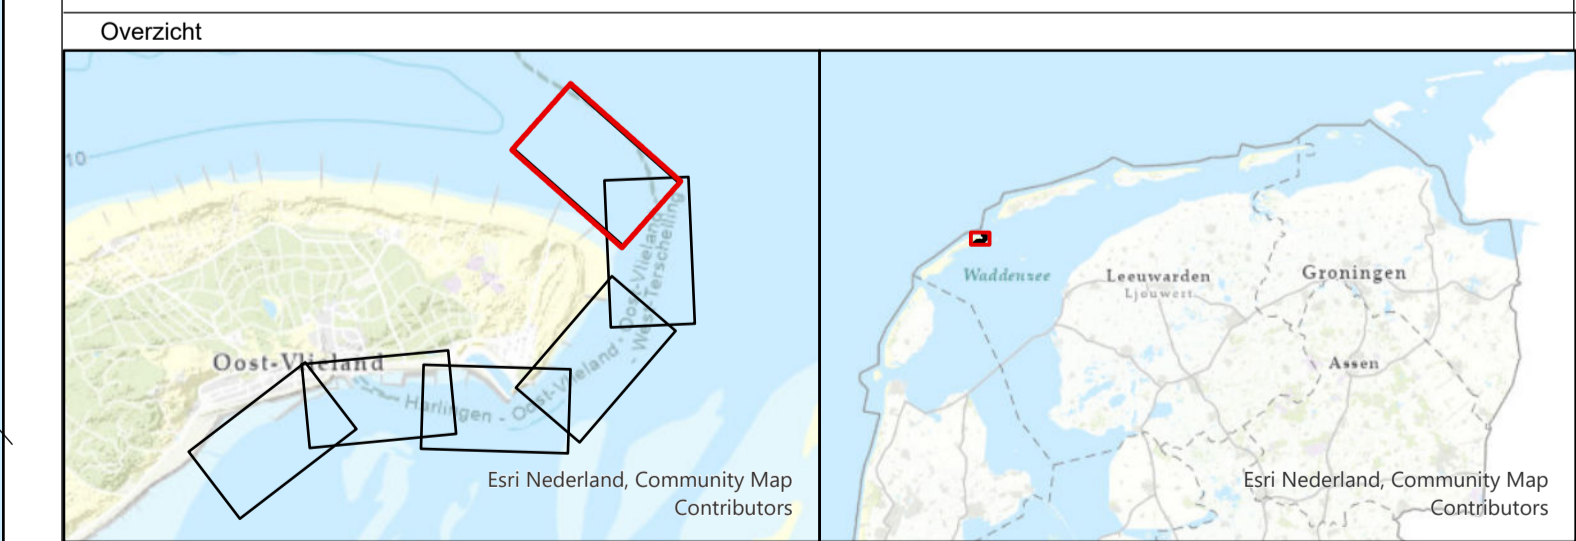 Overzicht
10
Oost-Vlieland
Harlingen - Oost-Vlieland - Oost-Vlieland
- West-Terschelling
Esri Nederland, Community Map
Contributors
Waddenzee
Leeuwarden
Ljouwert
Groningen
Assen
Esri Nederland, Community Map
Contributors